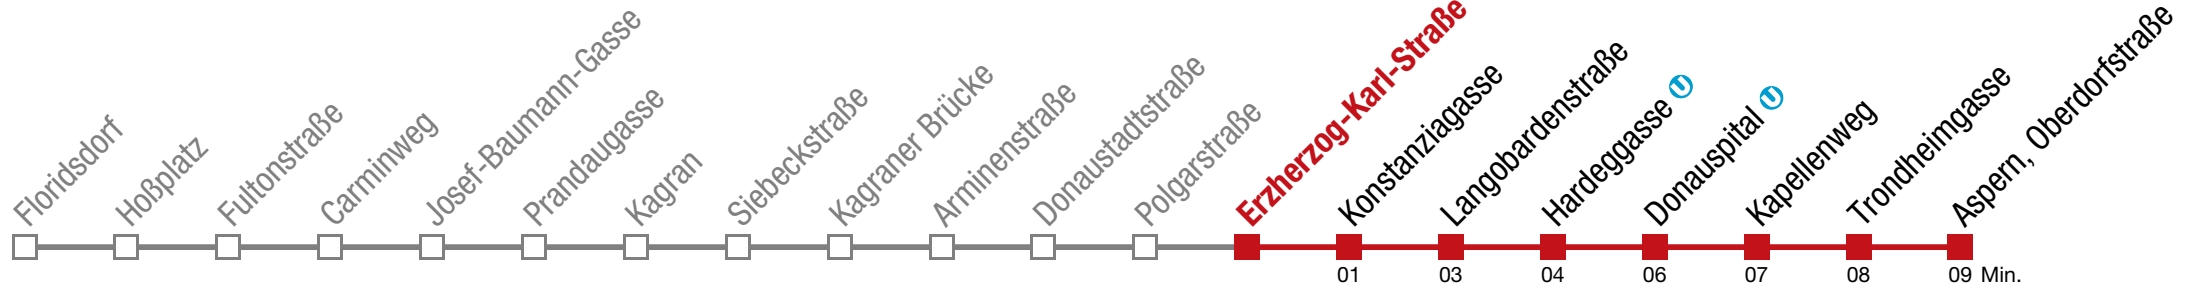 Floridsdorf
Hoßplatz
Fultonstraße
Carminweg
Josef-Baumann-Gasse
Prandaugasse
Kagran
Siebeckstraße
Kagraner Brücke
Arminenstraße
Donaustadtstraße
Polgarstraße
Erzherzog-Karl-Straße
Konstanziagasse
Langobardenstraße
Hardeggasse U
Donauspital U
Kapellenweg
Trondheimgasse
Aspern, Oberdorfstraße
01 03 04 06 07 08 09 Min.